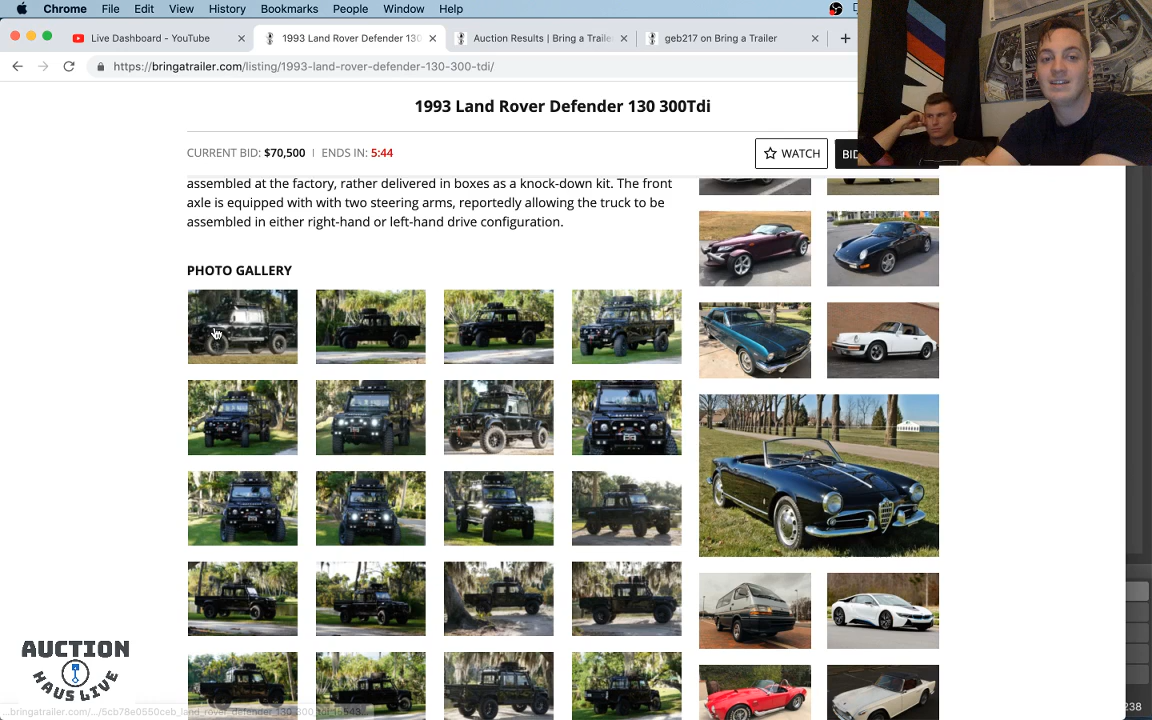 Chrome File Edit View History Bookmarks People Window Help
Live Dashboard - YouTube
1993 Land Rover Defender 130
Auction Results | Bring a Traile
geb217 on Bring a Trailer
https://bringatrailer.com/listing/1993-land-rover-defender-130-300-tdi/
1993 Land Rover Defender 130 300Tdi
CURRENT BID: $70,500 | ENDS IN: 5:44
WATCH
BID
assembled at the factory, rather delivered in boxes as a knock-down kit. The front
axle is equipped with with two steering arms, reportedly allowing the truck to be
assembled in either right-hand or left-hand drive configuration.
PHOTO GALLERY
AUCTION
HAUS LIVE
238